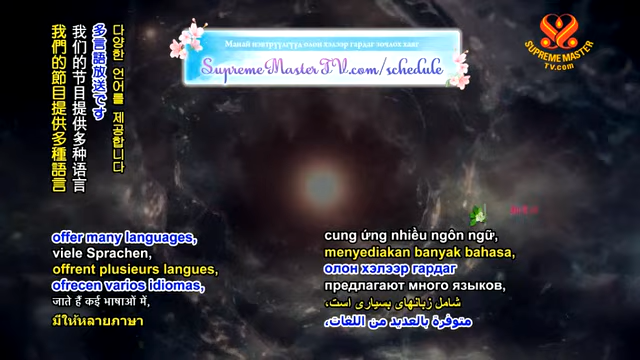 Манай нэвтрүүлгүүд олон хэлээр гардаг зочлох хаяг
SupremeMasterTV.com/schedule
SUPREME MASTER
TV.com
다양한 언어를 제공합니다
多言語放送です
我们的节目提供多种语言
我們的節目提供多種語言
offer many languages,
viele Sprachen,
offrent plusieurs langues,
ofrecen varios idiomas,
जाते हैं कई भाषाओं में,
มีให้หลายภาษา
cung ứng nhiều ngôn ngữ,
menyediakan banyak bahasa,
олон хэлээр гардаг
предлагают много языков,
شامل زبانهای بسیاری است،
متوفرة بالعديد من اللغات،